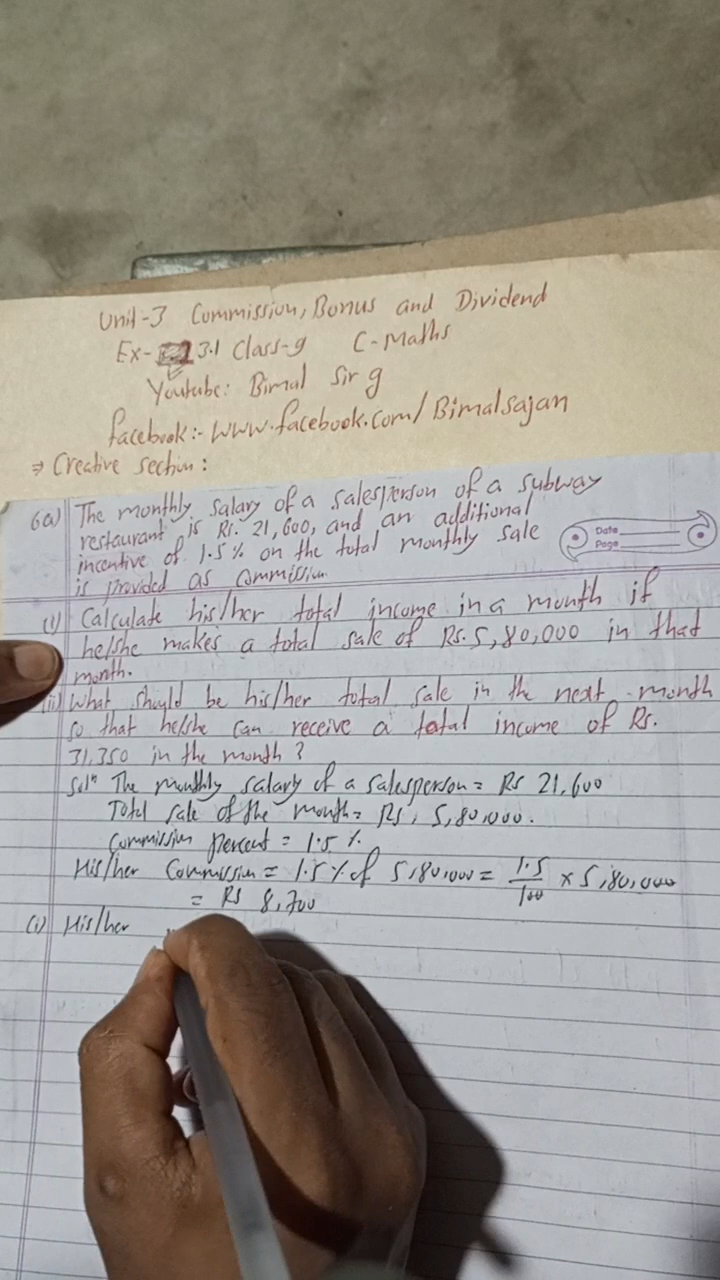 Unit-3 Commission, Bonus and Dividend
Ex- 3.1 Class-9 C-Maths
Youtube: Bimal Sir g
facebook:- www.facebook.com/Bimalsajan
⇒ Creative section:
6a) The monthly salary of a salesperson of a subway
restaurant is Rs. 21,600, and an additional
incentive of 1.5% on the total monthly sale
is provided as commission.
Date
Page
(i) Calculate his/her total income in a month if
he/she makes a total sale of Rs. 5,80,000 in that
month.
(ii) What should be his/her total sale in the next month
so that he/she can receive a total income of Rs.
31,350 in the month?
Solⁿ The monthly salary of a salesperson = Rs 21,600
Total sale of the month = Rs. 5,80,000.
Commission percent = 1.5 %
His/her Commission = 1.5% of 5,80,000 = 1.5/100 × 5,80,000
= Rs 8,700
(i) His/her